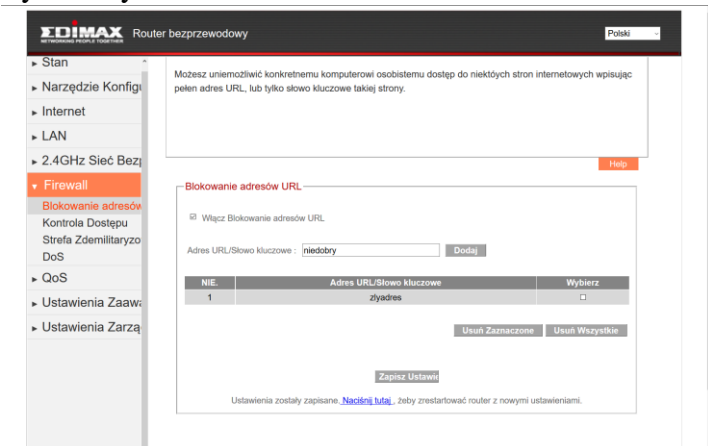 EDIMAX
NETWORKING PEOPLE TOGETHER
Router bezprzewodowy
Polski
Stan
Narzędzie Konfigu
Internet
LAN
2.4GHz Sieć Bezp
Firewall
Blokowanie adresów
Kontrola Dostępu
Strefa Zdemilitaryzo
DoS
QoS
Ustawienia Zaawa
Ustawienia Zarzą
Możesz uniemożliwić konkretnemu komputerowi osobistemu dostęp do niektóych stron internetowych wpisując
pełen adres URL, lub tylko słowo kluczowe takiej strony.
Help
Blokowanie adresów URL
Włącz Blokowanie adresów URL
Adres URL/Słowo kluczowe : niedobry Dodaj
NIE. Adres URL/Słowo kluczowe Wybierz
1 zlyadres
Usuń Zaznaczone Usuń Wszystkie
Zapisz Ustawie
Ustawienia zostały zapisane. Naciśnij tutaj , żeby zrestartować router z nowymi ustawieniami.